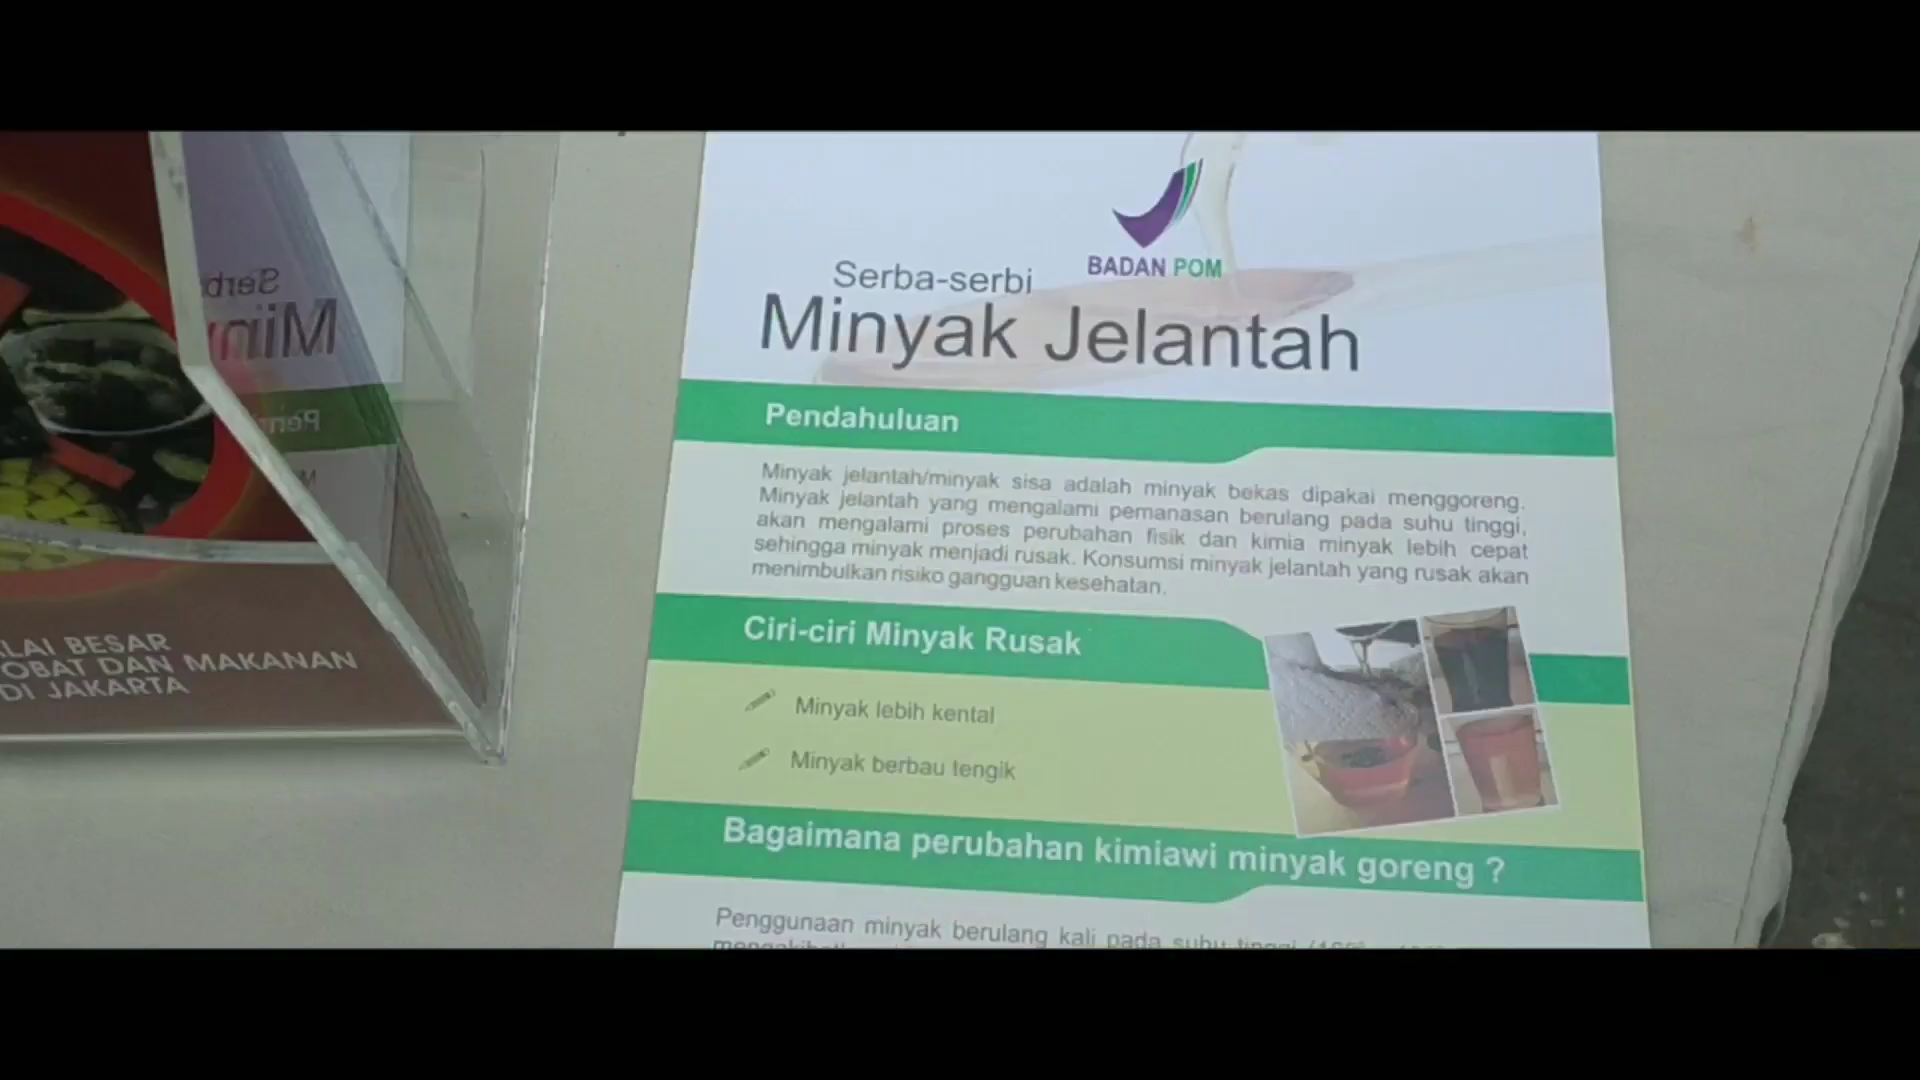 BADAN POM
Serba-serbi
Minyak Jelantah
Pendahuluan
Minyak jelantah/minyak sisa adalah minyak bekas dipakai menggoreng.
Minyak jelantah yang mengalami pemanasan berulang pada suhu tinggi,
akan mengalami proses perubahan fisik dan kimia minyak lebih cepat
sehingga minyak menjadi rusak. Konsumsi minyak jelantah yang rusak akan
menimbulkan risiko gangguan kesehatan.
Ciri-ciri Minyak Rusak
Minyak lebih kental
Minyak berbau tengik
Bagaimana perubahan kimiawi minyak goreng ?
Penggunaan minyak berulang kali pada suhu tinggi
BESAR
OBAT DAN MAKANAN
DI JAKARTA